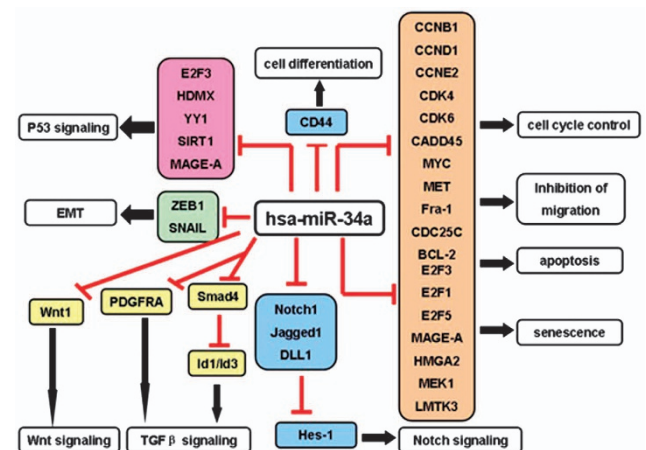 E2F3
HDMX
YY1
SIRT1
MAGE-A
P53 signaling
cell differentiation
CD44
CCNB1
CCND1
CCNE2
CDK4
CDK6
CADD45
MYC
MET
Fra-1
CDC25C
BCL-2
E2F3
E2F1
E2F5
MAGE-A
HMGA2
MEK1
LMTK3
cell cycle control
Inhibition of
migration
apoptosis
senescence
EMT
ZEB1
SNAIL
hsa-miR-34a
Wnt1
PDGFRA
Smad4
Id1/Id3
Notch1
Jagged1
DLL1
Hes-1
Wnt signaling
TGF β signaling
Notch signaling